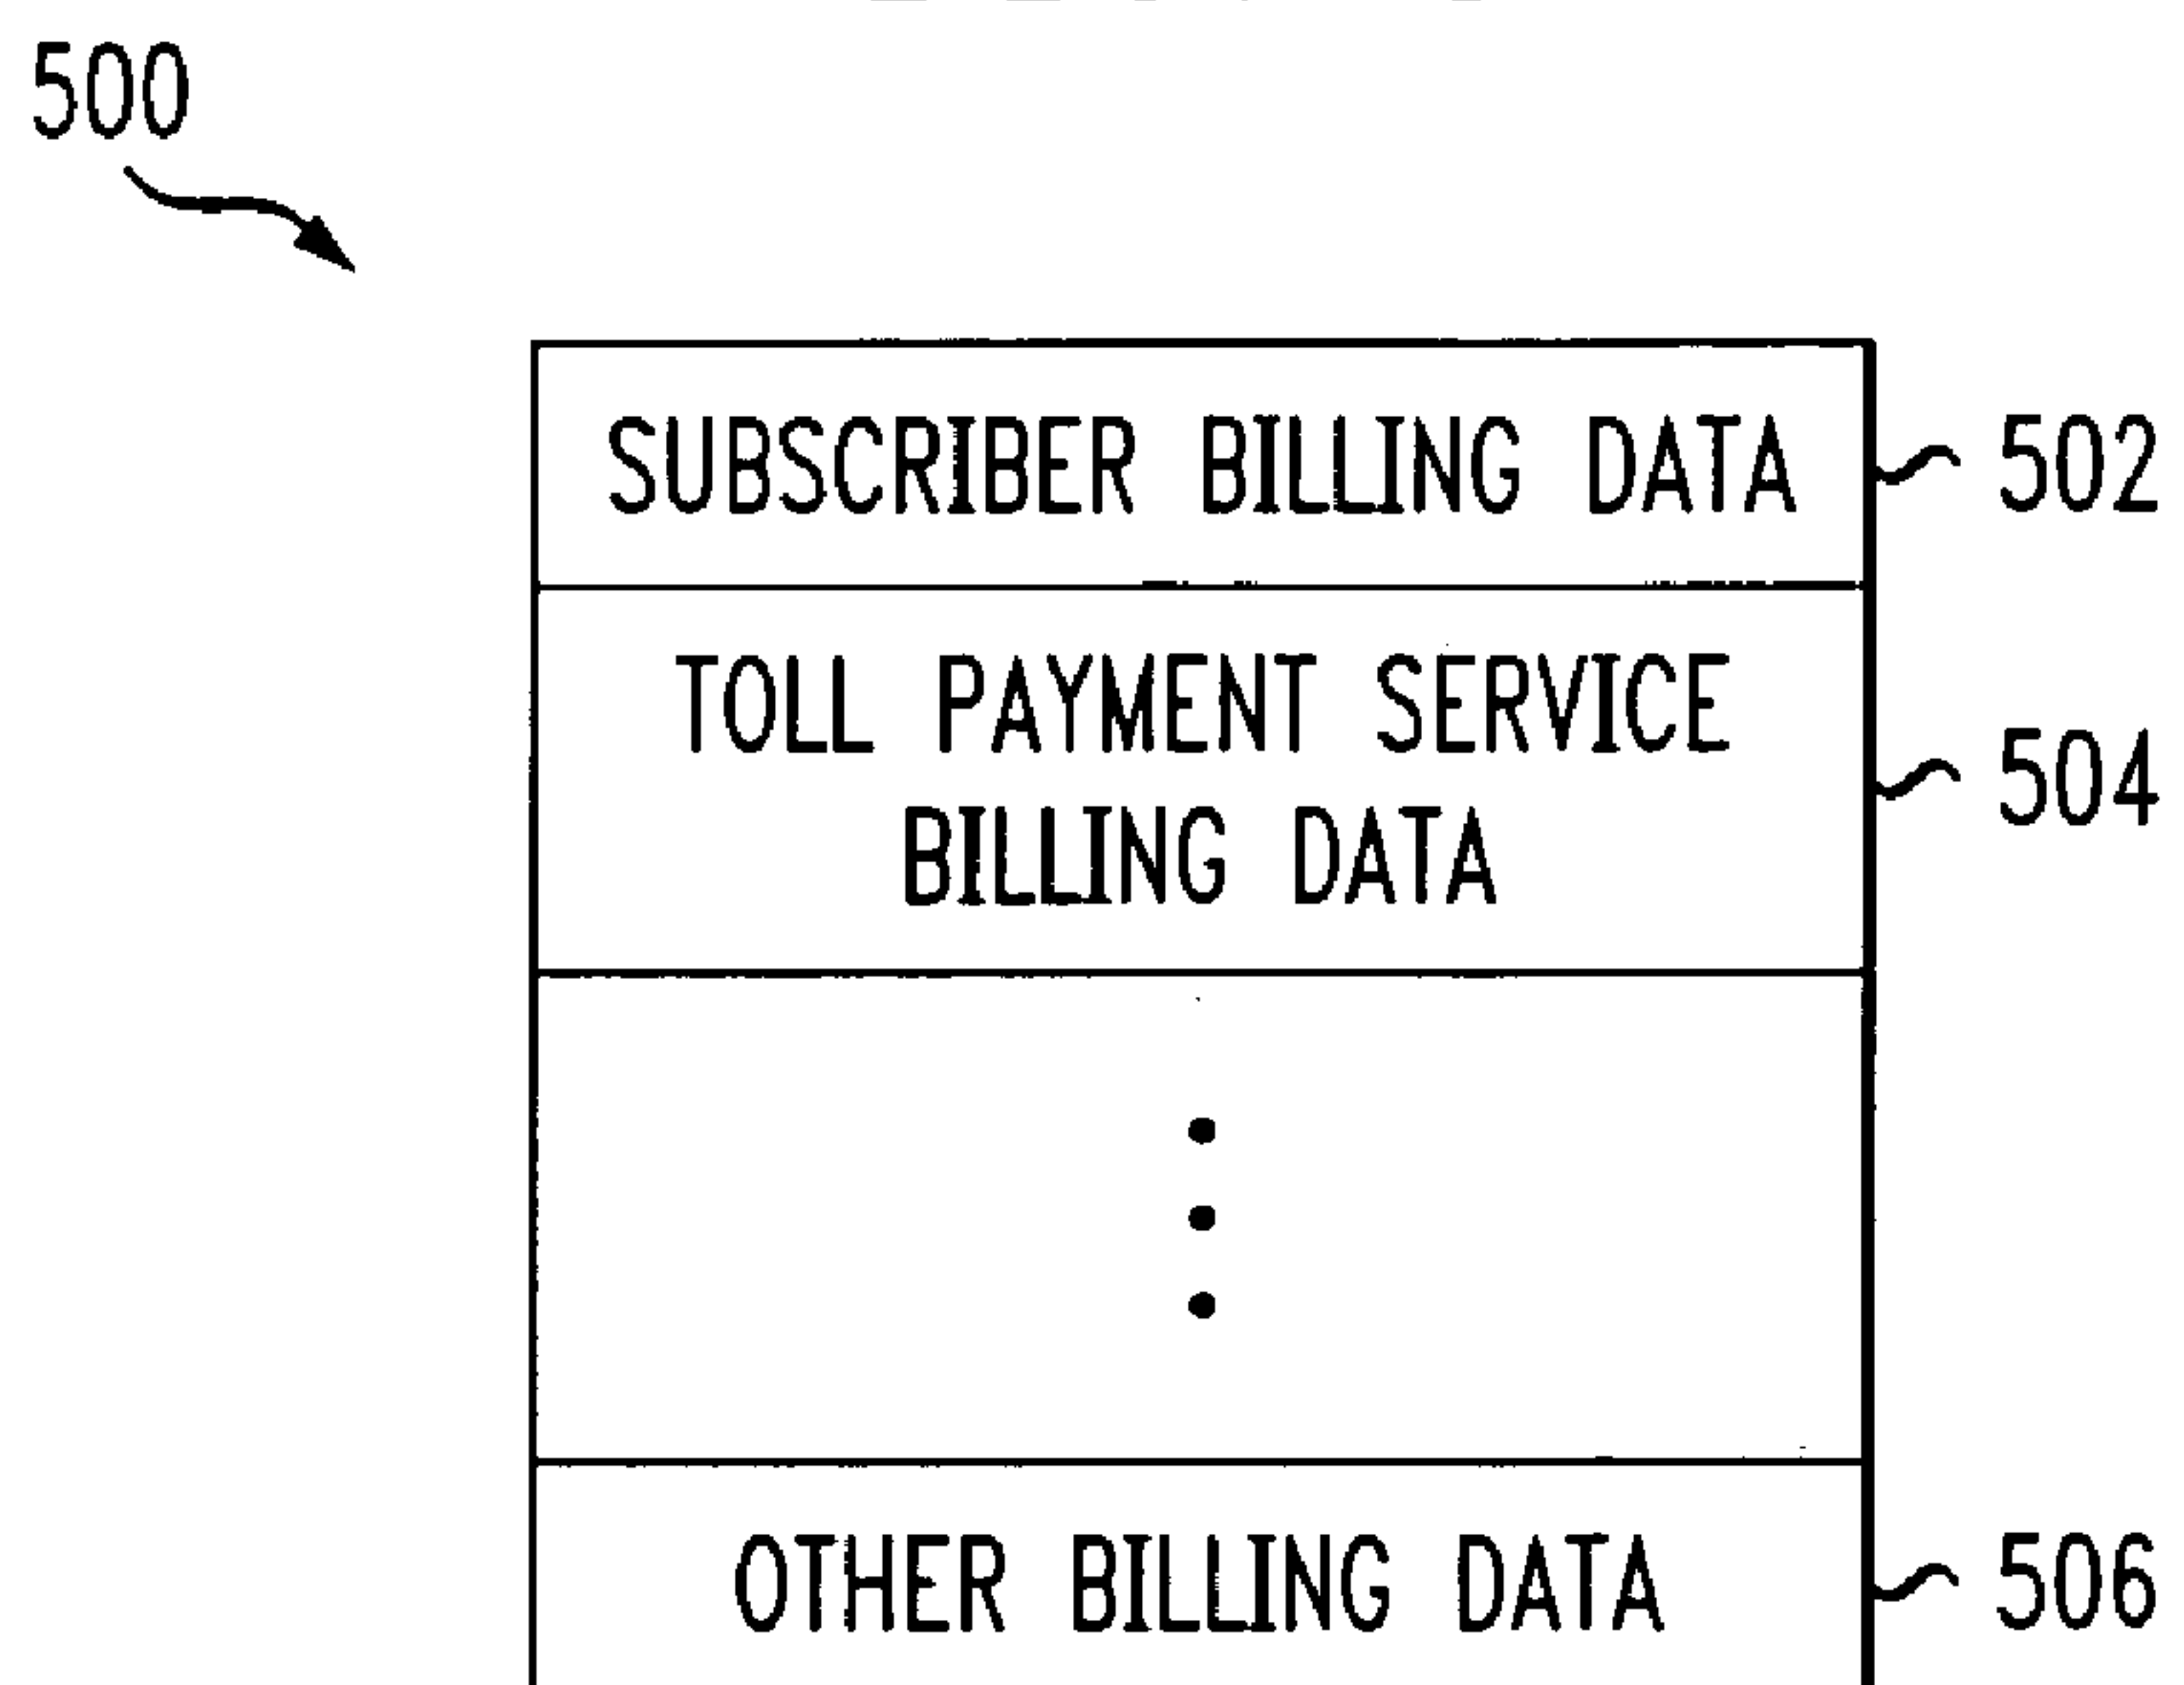 500
SUBSCRIBER BILLING DATA
502
TOLL PAYMENT SERVICE
BILLING DATA
504
OTHER BILLING DATA
506